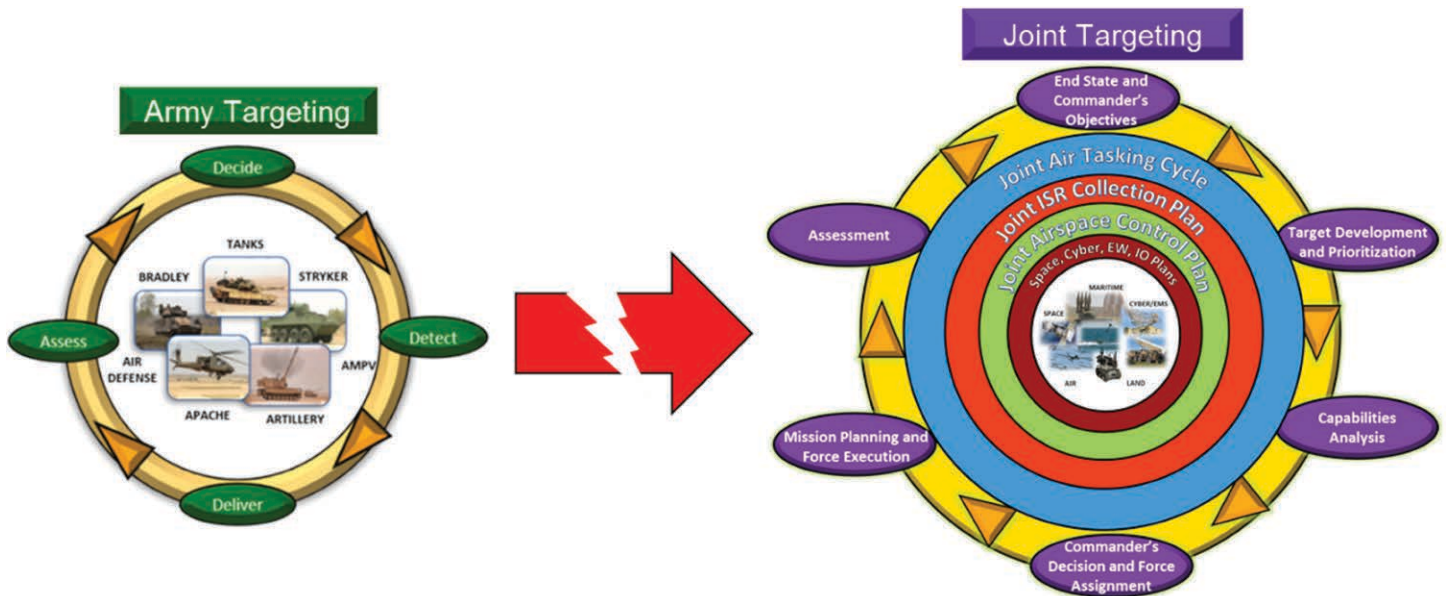 Joint Targeting
Army Targeting
Decide
Detect
Deliver
Assess
TANKS
BRADLEY
STRYKER
AIR
DEFENSE
AMPV
APACHE
ARTILLERY
End State and
Commander's
Objectives
Target Development
and Prioritization
Capabilities
Analysis
Commander's
Decision and Force
Assignment
Mission Planning and
Force Execution
Assessment
Joint Air Tasking Cycle
Joint ISR Collection Plan
Joint Airspace Control Plan
Space, Cyber, EW, IO Plans
MARITIME
SPACE
CYBER/EMS
AIR
LAND